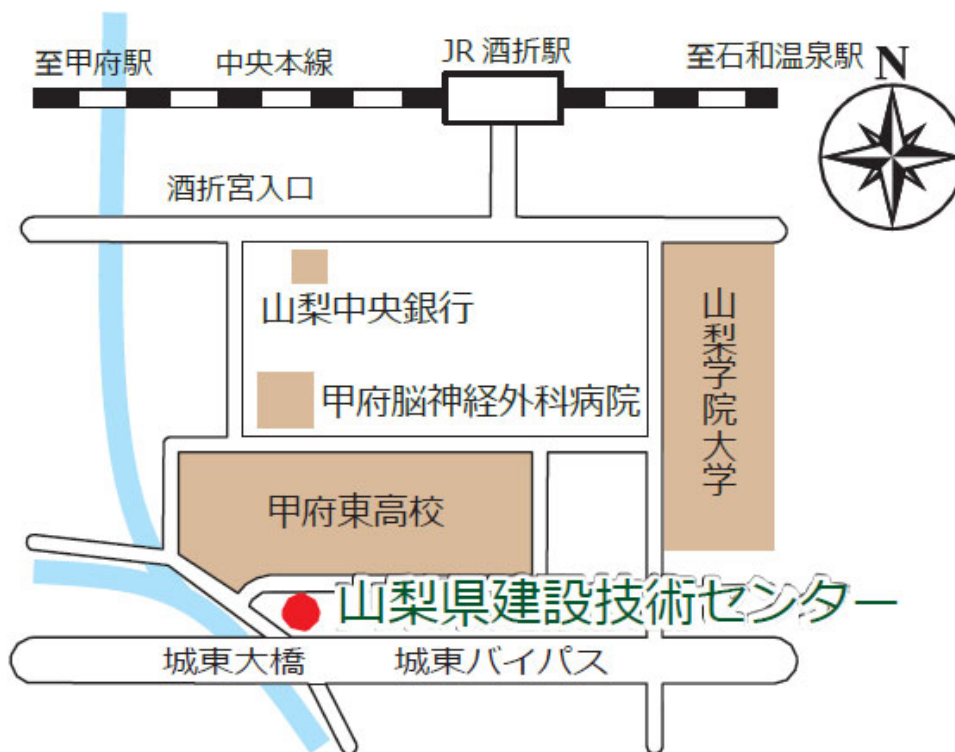 JR 酒折駅
至甲府駅
中央本線
至石和温泉駅
N
酒折宮入口
山梨中央銀行
山梨学院大学
甲府脳神経外科病院
甲府東高校
山梨県建設技術センター
城東大橋
城東バイパス